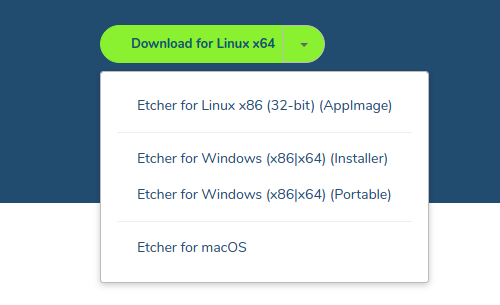 Download for Linux x64
Etcher for Linux x86 (32-bit) (AppImage)
Etcher for Windows (x86|x64) (Installer)
Etcher for Windows (x86|x64) (Portable)
Etcher for macOS